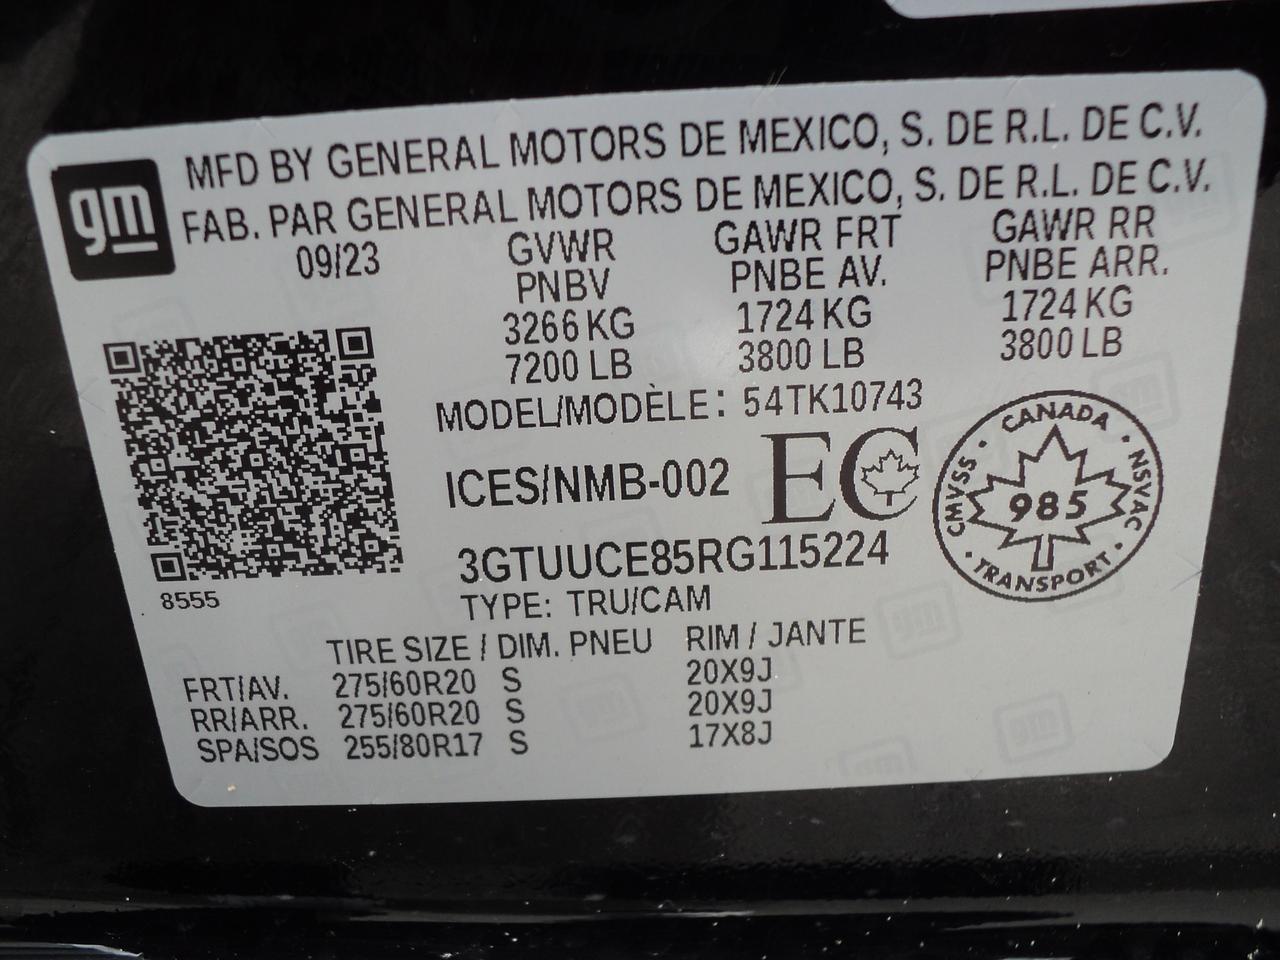 gm
MFD BY GENERAL MOTORS DE MEXICO, S. DE R.L. DE C.V.
FAB. PAR GENERAL MOTORS DE MEXICO, S. DE R.L. DE C.V.
09/23 GVWR GAWR FRT GAWR RR
PNBV PNBE AV. PNBE ARR.
3266 KG 1724 KG 1724 KG
7200 LB 3800 LB 3800 LB
MODEL/MODÈLE: 54TK10743
ICES/NMB-002 EC
CANADA
CMVSS 985 NSVAC
TRANSPORT
3GTUUCE85RG115224
8555
TYPE: TRU/CAM
TIRE SIZE / DIM. PNEU RIM / JANTE
FRT/AV. 275/60R20 S 20X9J
RR/ARR. 275/60R20 S 20X9J
SPA/SOS 255/80R17 S 17X8J